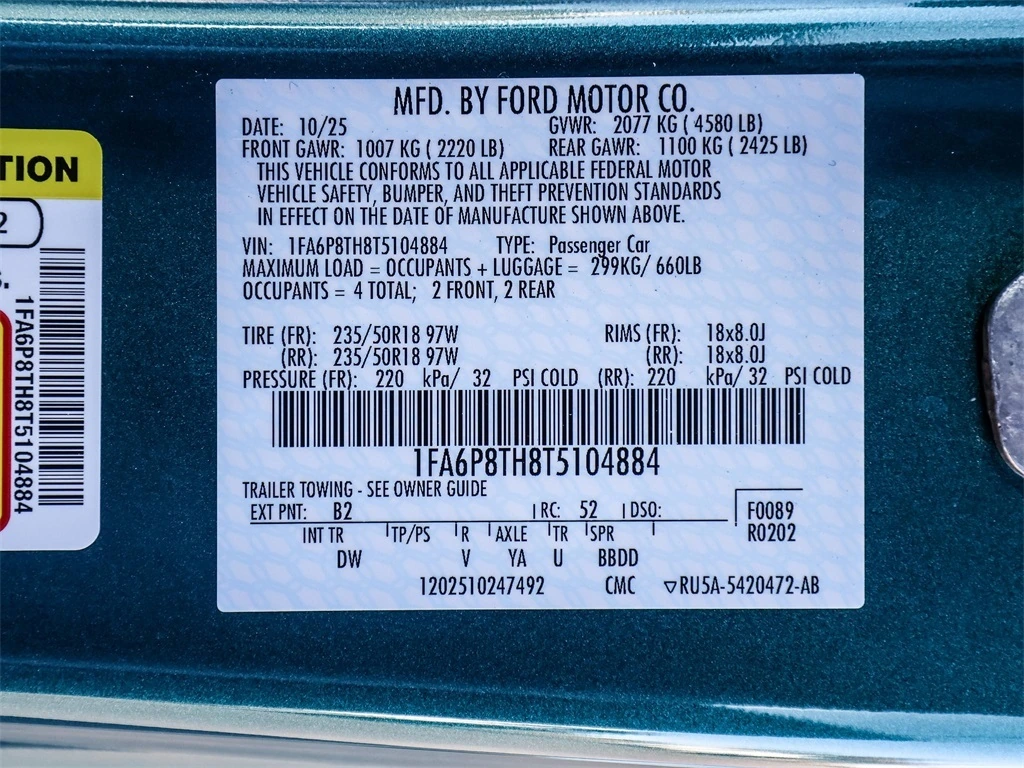 MFD. BY FORD MOTOR CO.
DATE: 10/25 GVWR: 2077 KG ( 4580 LB)
FRONT GAWR: 1007 KG ( 2220 LB) REAR GAWR: 1100 KG ( 2425 LB)
THIS VEHICLE CONFORMS TO ALL APPLICABLE FEDERAL MOTOR
VEHICLE SAFETY, BUMPER, AND THEFT PREVENTION STANDARDS
IN EFFECT ON THE DATE OF MANUFACTURE SHOWN ABOVE.
VIN: 1FA6P8TH8T5104884 TYPE: Passenger Car
MAXIMUM LOAD = OCCUPANTS + LUGGAGE = 299KG/ 660LB
OCCUPANTS = 4 TOTAL; 2 FRONT, 2 REAR
TIRE (FR): 235/50R18 97W RIMS (FR): 18x8.0J
(RR): 235/50R18 97W (RR): 18x8.0J
PRESSURE (FR): 220 kPa/ 32 PSI COLD (RR): 220 kPa/ 32 PSI COLD
1FA6P8TH8T5104884
TRAILER TOWING - SEE OWNER GUIDE
EXT PNT: B2 RC: 52 DSO: F0089
R0202
INT TR TP/PS R AXLE TR SPR
DW V YA U BBDD
1202510247492 CMC ▽RU5A-5420472-AB
TION
2
1FA6P8TH8T5104884